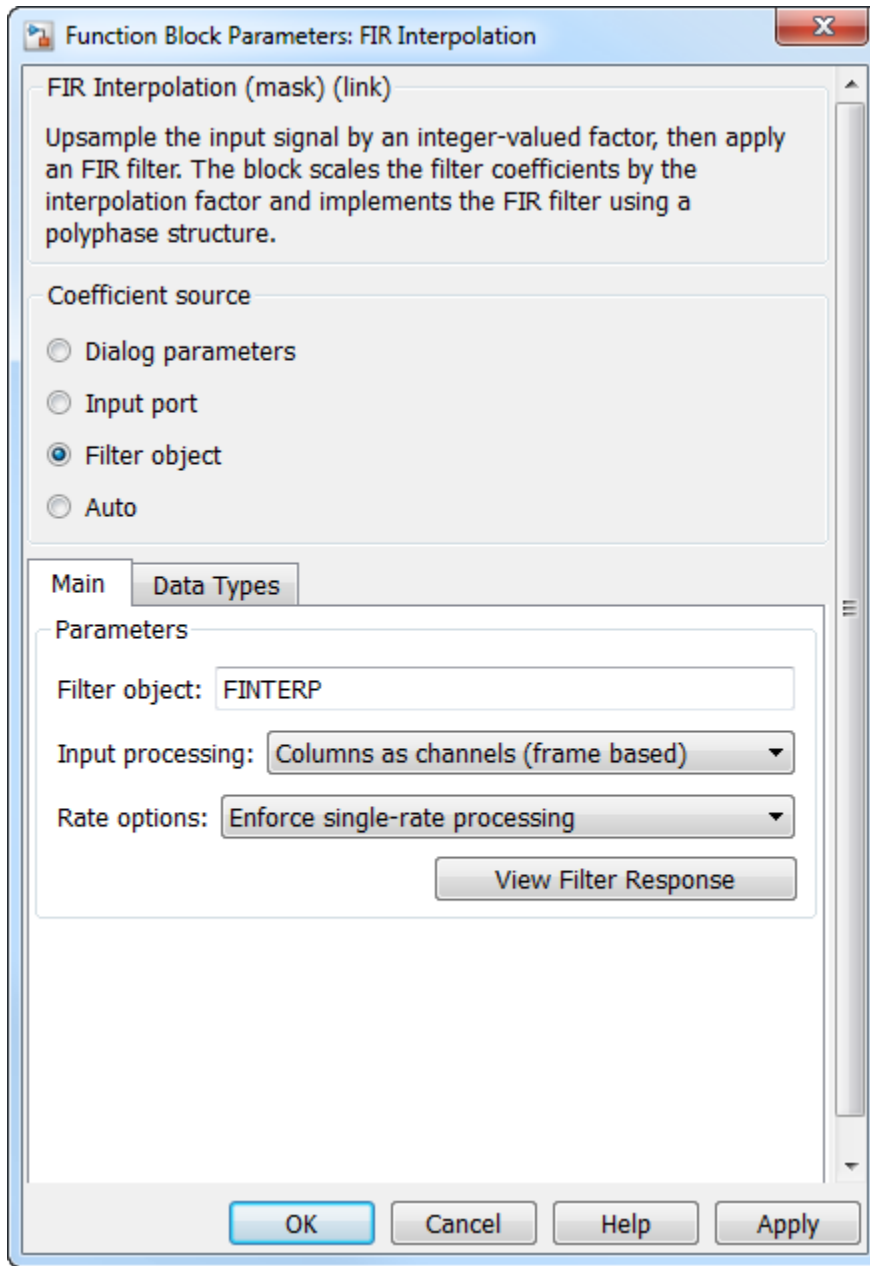 Function Block Parameters: FIR Interpolation
FIR Interpolation (mask) (link)
Upsample the input signal by an integer-valued factor, then apply
an FIR filter. The block scales the filter coefficients by the
interpolation factor and implements the FIR filter using a
polyphase structure.
Coefficient source
Dialog parameters
Input port
Filter object
Auto
Main Data Types
Parameters
Filter object: FINTERP
Input processing: Columns as channels (frame based)
Rate options: Enforce single-rate processing
View Filter Response
OK Cancel Help Apply